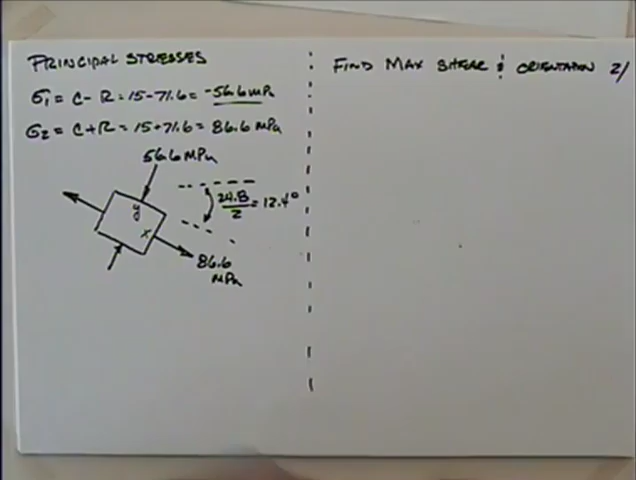 PRINCIPAL STRESSES
σ₁ = C - R = 15 - 71.6 = -56.6 MPa
σ₂ = C + R = 15 + 71.6 = 86.6 MPa
56.6 MPa
24.8/2 = 12.4°
y
x
86.6
MPa
FIND MAX SHEAR & ORIENTATION 2/